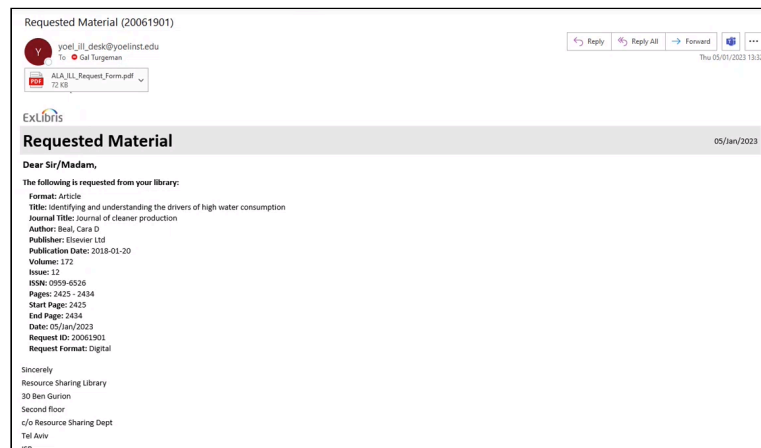 Requested Material (20061901)
Y
yoel_ill_desk@yoelinst.edu
To Gal Turgeman
Reply Reply All Forward
Thu 05/01/2023 13:32
PDF
ALA_ILL_Request_Form.pdf
72 KB
ExLibris
Requested Material 05/Jan/2023
Dear Sir/Madam,
The following is requested from your library:
Format: Article
Title: Identifying and understanding the drivers of high water consumption
Journal Title: Journal of cleaner production
Author: Beal, Cara D
Publisher: Elsevier Ltd
Publication Date: 2018-01-20
Volume: 172
Issue: 12
ISSN: 0959-6526
Pages: 2425 - 2434
Start Page: 2425
End Page: 2434
Date: 05/Jan/2023
Request ID: 20061901
Request Format: Digital
Sincerely
Resource Sharing Library
30 Ben Gurion
Second floor
c/o Resource Sharing Dept
Tel Aviv